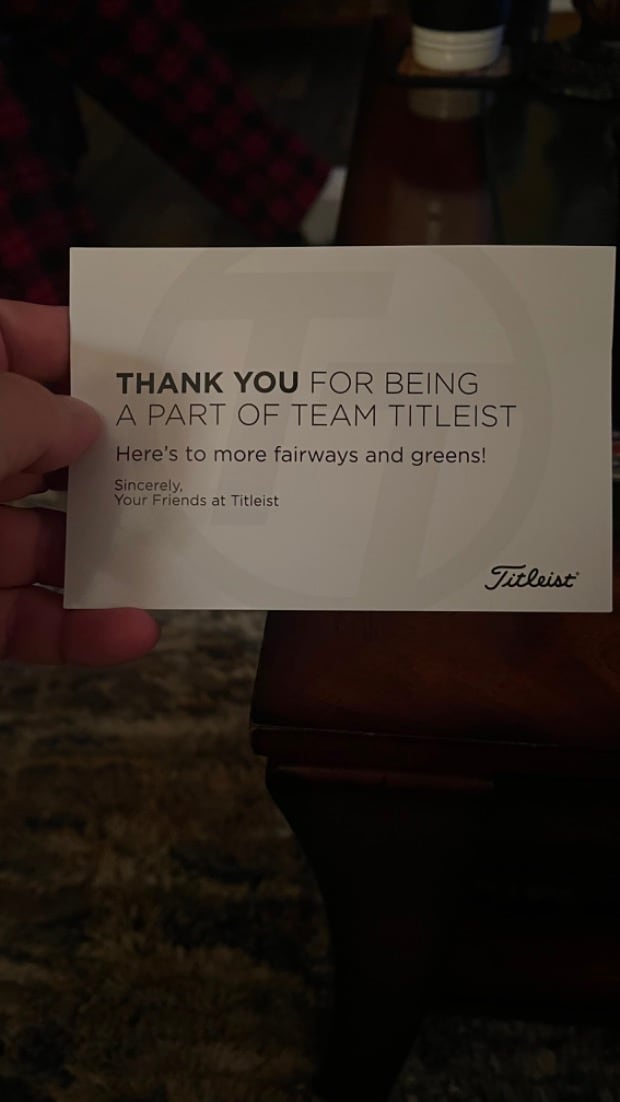 THANK YOU FOR BEING
A PART OF TEAM TITLEIST
Here's to more fairways and greens!
Sincerely,
Your Friends at Titleist
Titleist